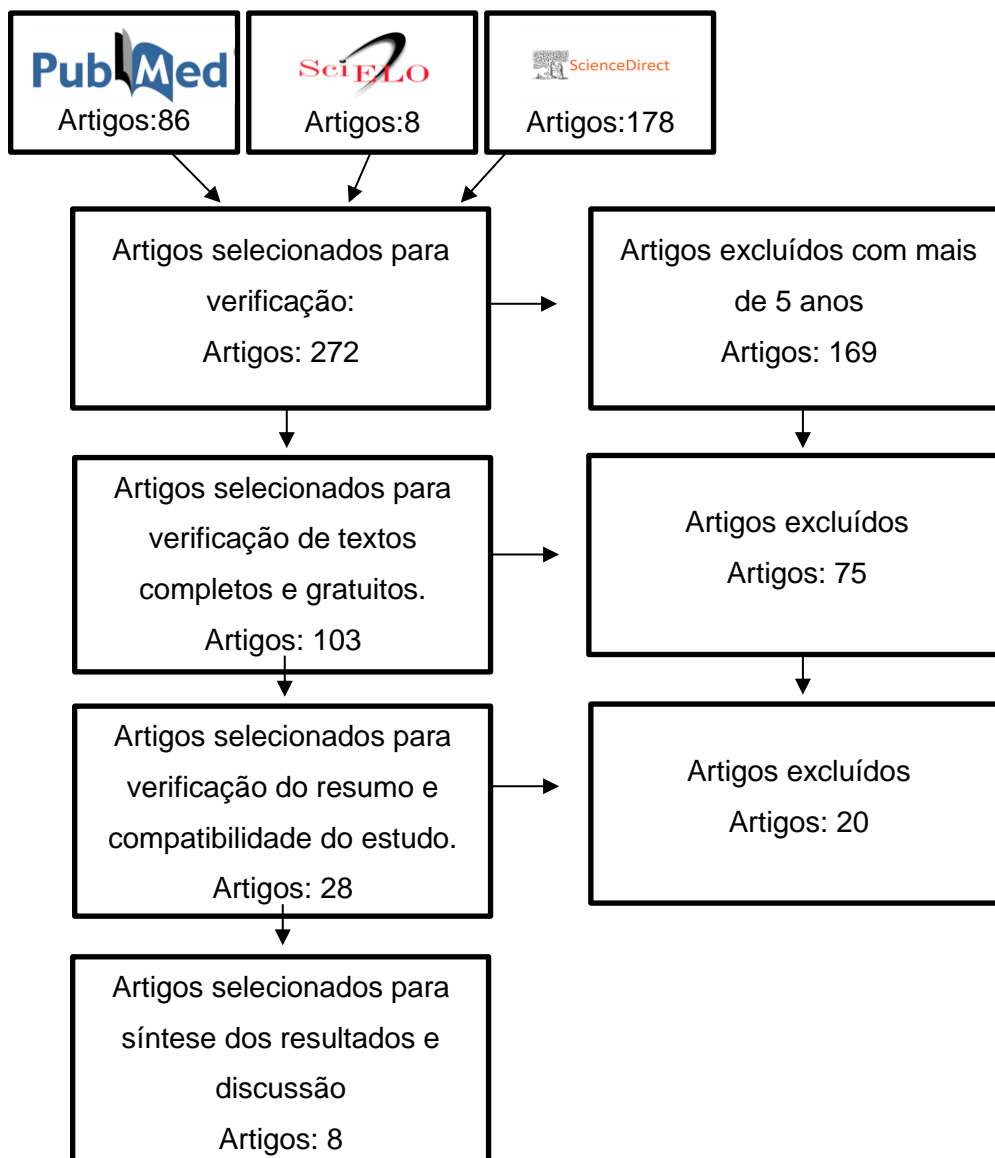 PubMed
Artigos:86
SciELO
Artigos:8
ScienceDirect
Artigos:178
Artigos selecionados para
verificação:
Artigos: 272
Artigos excluídos com mais
de 5 anos
Artigos: 169
Artigos selecionados para
verificação de textos
completos e gratuitos.
Artigos: 103
Artigos excluídos
Artigos: 75
Artigos selecionados para
verificação do resumo e
compatibilidade do estudo.
Artigos: 28
Artigos excluídos
Artigos: 20
Artigos selecionados para
síntese dos resultados e
discussão
Artigos: 8